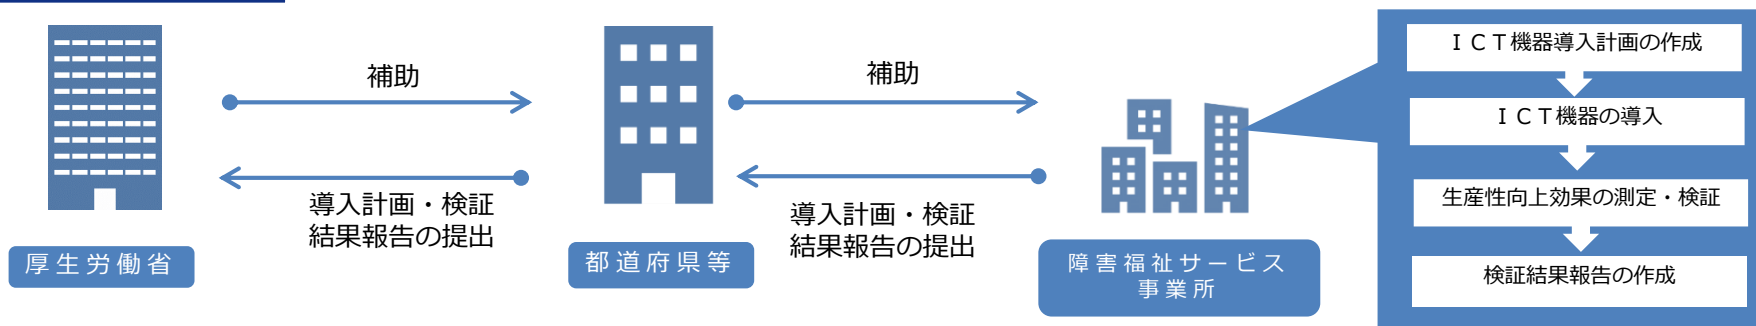 補助
導入計画・検証
結果報告の提出
厚生労働省
補助
導入計画・検証
結果報告の提出
都道府県等
障害福祉サービス
事業所
ＩＣＴ機器導入計画の作成
ＩＣＴ機器の導入
生産性向上効果の測定・検証
検証結果報告の作成